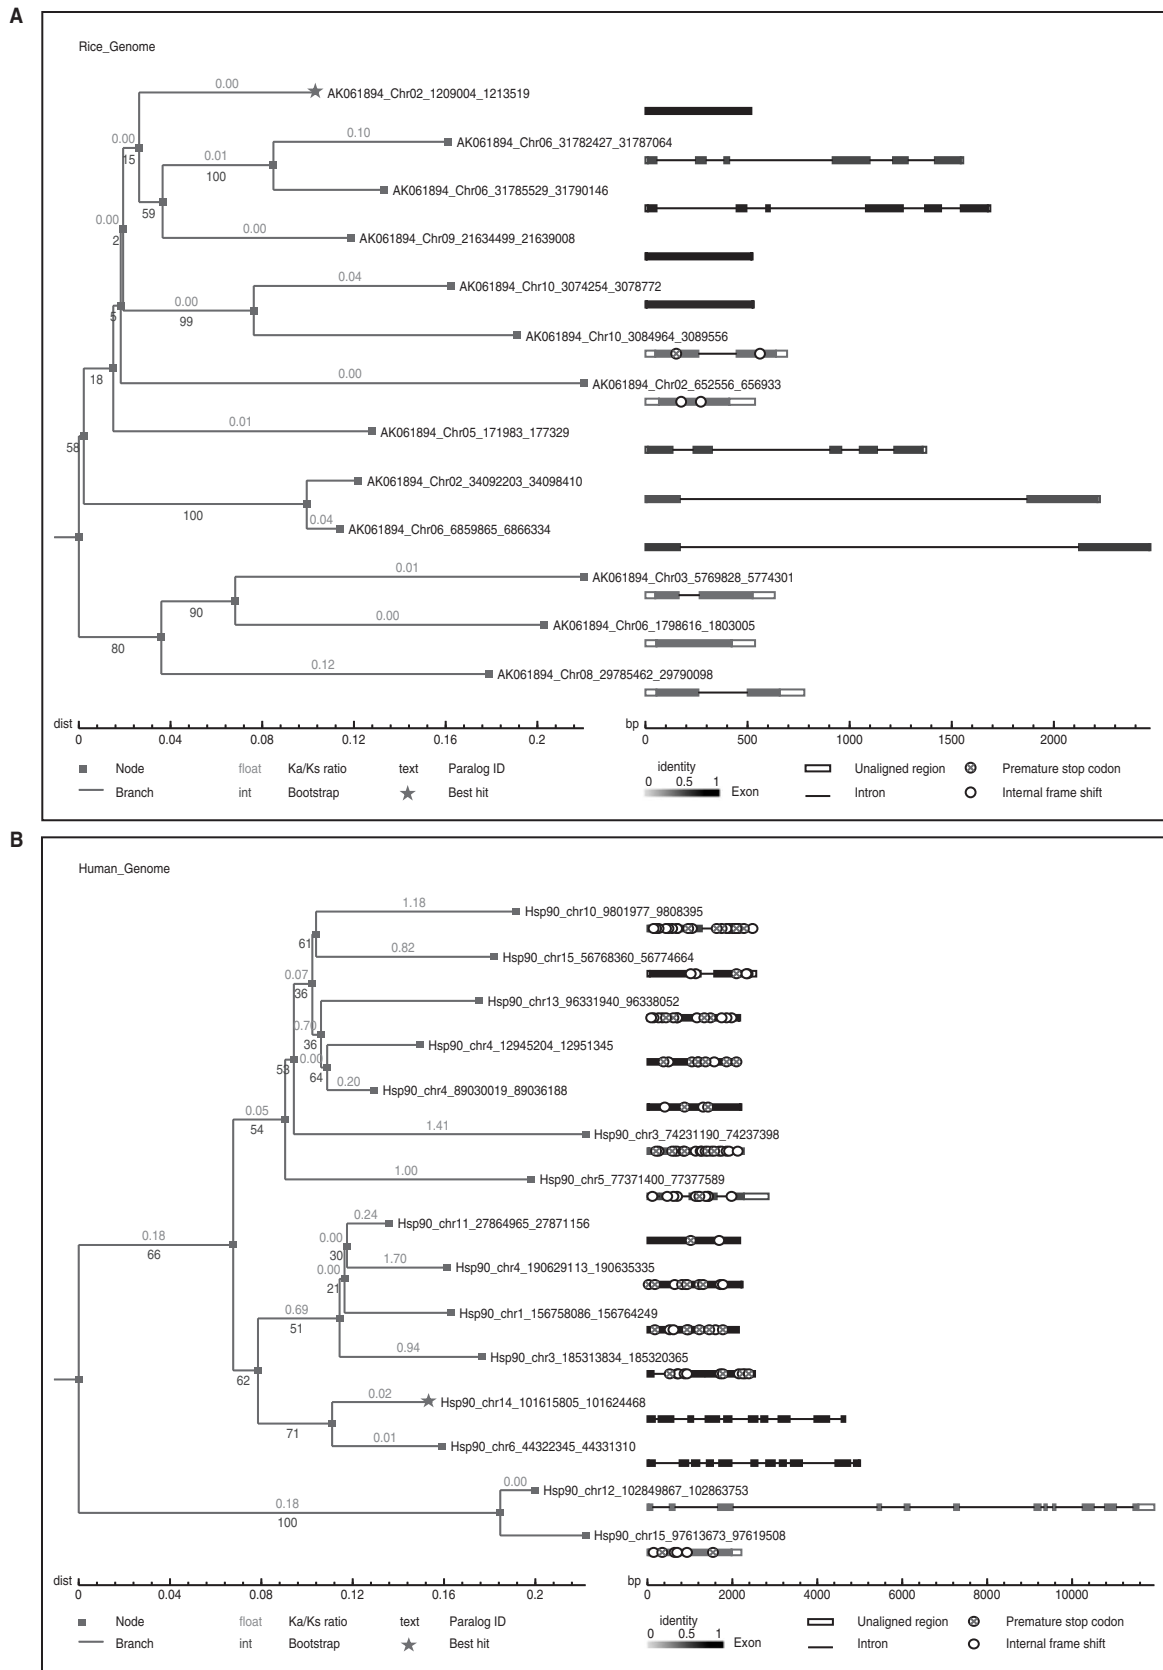 A
Rice_Genome
0.00
AK061894_Chr02_1209004_1213519
0.00
15
0.10
AK061894_Chr06_31782427_31787064
0.01
100
AK061894_Chr06_31785529_31790146
59
0.00
2
0.00
AK061894_Chr09_21634499_21639008
0.04
AK061894_Chr10_3074254_3078772
0.00
99
5
AK061894_Chr10_3084964_3089556
18
0.00
AK061894_Chr02_652556_656933
0.01
AK061894_Chr05_171983_177329
58
AK061894_Chr02_34092203_34098410
100
0.04
AK061894_Chr06_6859865_6866334
0.01
AK061894_Chr03_5769828_5774301
90
0.00
AK061894_Chr06_1798616_1803005
80
0.12
AK061894_Chr08_29785462_29790098
dist
0 0.04 0.08 0.12 0.16 0.2
bp
0 500 1000 1500 2000
Node float Ka/Ks ratio text Paralog ID
Branch int Bootstrap Best hit
identity
0 0.5 1
Exon
Unaligned region Premature stop codon
Intron Internal frame shift
B
Human_Genome
1.18
Hsp90_chr10_9801977_9808395
61
0.82
Hsp90_chr15_56768360_56774664
0.07
36
Hsp90_chr13_96331940_96338052
0.70
36
Hsp90_chr4_12945204_12951345
0.00
64
53
0.20
Hsp90_chr4_89030019_89036188
0.05
54
1.41
Hsp90_chr3_74231190_74237398
1.00
Hsp90_chr5_77371400_77377589
0.18
66
0.24
Hsp90_chr11_27864965_27871156
0.00
30
1.70
Hsp90_chr4_190629113_190635335
0.00
21
Hsp90_chr1_156758086_156764249
0.69
51
0.94
Hsp90_chr3_185313834_185320365
62
0.02
Hsp90_chr14_101615805_101624468
71
0.01
Hsp90_chr6_44322345_44331310
0.00
Hsp90_chr12_102849867_102863753
0.18
100
Hsp90_chr15_97613673_97619508
dist
0 0.04 0.08 0.12 0.16 0.2
bp
0 2000 4000 6000 8000 10000
Node float Ka/Ks ratio text Paralog ID
Branch int Bootstrap Best hit
identity
0 0.5 1
Exon
Unaligned region Premature stop codon
Intron Internal frame shift